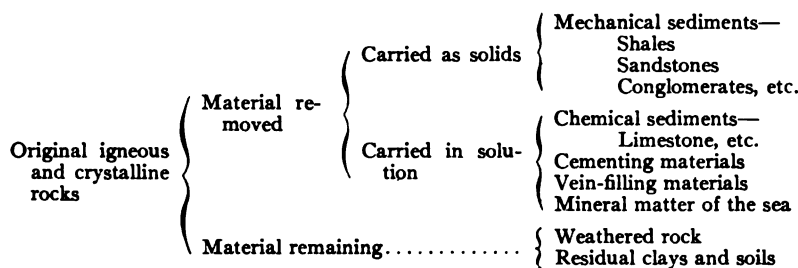 Mechanical sediments—
Shales
Carried as solids
Sandstones
Conglomerates, etc.
Material re-
moved
Chemical sediments—
Limestone, etc.
Original igneous
and crystalline
rocks
Carried in solu-
tion
Cementing materials
Vein-filling materials
Mineral matter of the sea
Material remaining.............
Weathered rock
Residual clays and soils